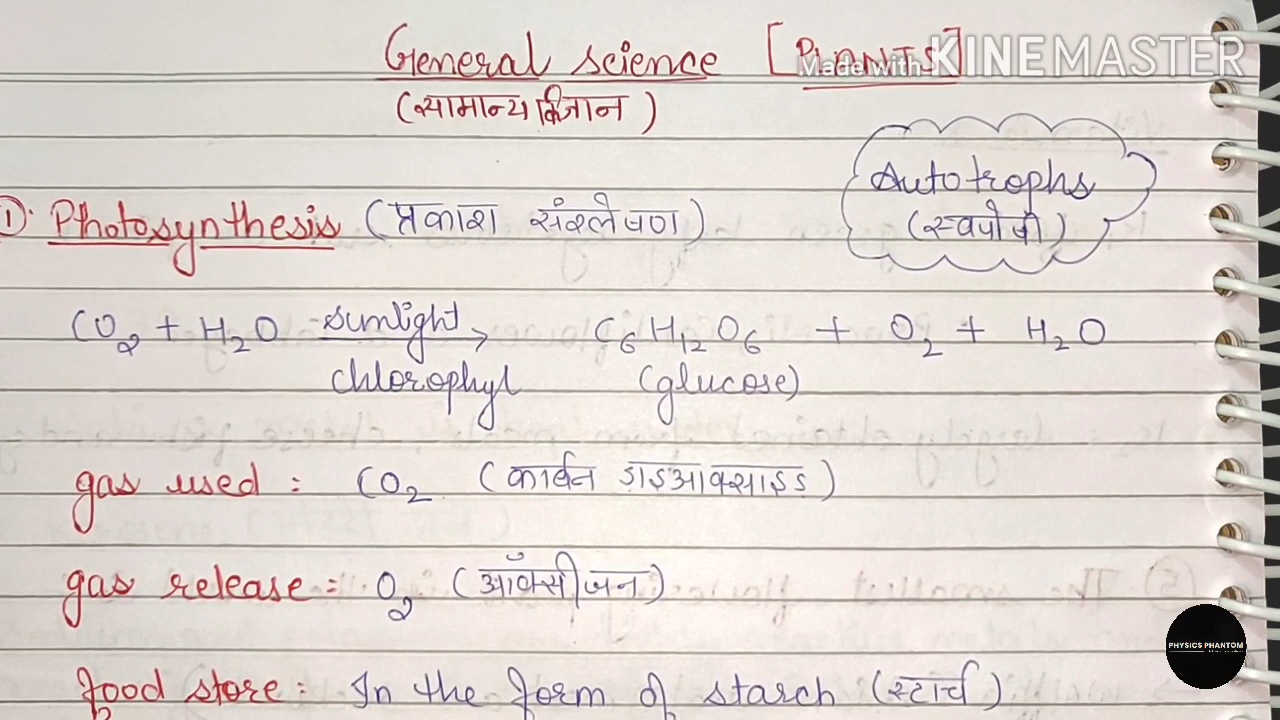 General science [PLANTS]
Made with KINEMASTER
(सामान्य विज्ञान)
Autotrophs
(स्वपोषी)
① Photosynthesis (प्रकाश संश्लेषण)
CO₂ + H₂O sunlight → C₆H₁₂O₆ + O₂ + H₂O
chlorophyl (glucose)
gas used : CO₂ (कार्बन डाइआक्साइड)
gas release : O₂ (ऑक्सीजन)
food store : In the form of starch (स्टार्च)
PHYSICS PHANTOM